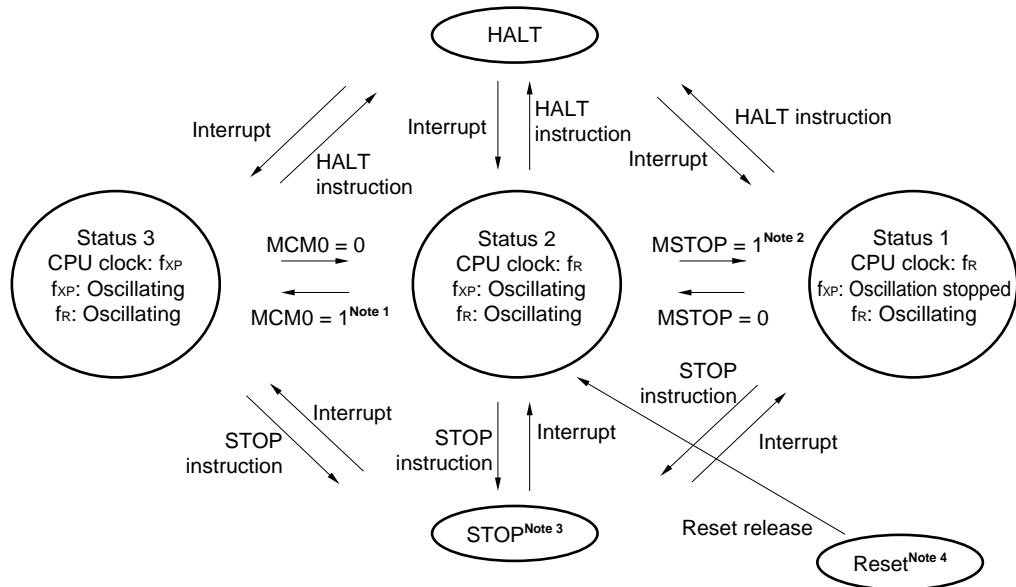 HALT
Interrupt
HALT
instruction
Interrupt
HALT
instruction
HALT instruction
Interrupt
Status 3
CPU clock: fXP
fXP: Oscillating
fR: Oscillating
MCM0 = 0
MCM0 = 1Note 1
Status 2
CPU clock: fR
fXP: Oscillating
fR: Oscillating
MSTOP = 1Note 2
MSTOP = 0
Status 1
CPU clock: fR
fXP: Oscillation stopped
fR: Oscillating
Interrupt
STOP
instruction
STOP
instruction
Interrupt
STOP
instruction
Interrupt
STOPNote 3
Reset release
ResetNote 4